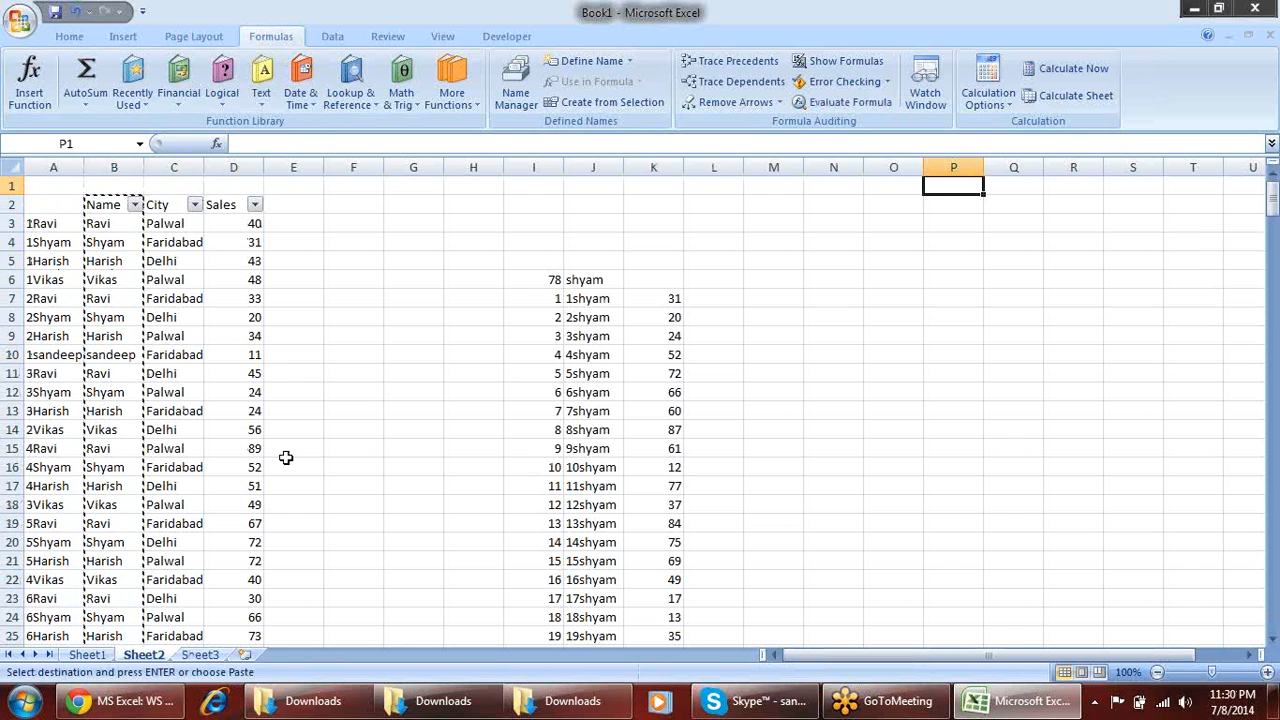 Book1 - Microsoft Excel
Home Insert Page Layout Formulas Data Review View Developer
Insert Function
AutoSum
Recently Used
Financial
Logical
Text
Date & Time
Lookup & Reference
Math & Trig
More Functions
Function Library
Name Manager
Define Name
Use in Formula
Create from Selection
Defined Names
Trace Precedents
Trace Dependents
Remove Arrows
Show Formulas
Error Checking
Evaluate Formula
Formula Auditing
Watch Window
Calculation Options
Calculate Now
Calculate Sheet
Calculation
P1 fx
A B C D E F G H I J K L M N O P Q R S T U
1
2 Name City Sales
3 1Ravi Ravi Palwal 40
4 1Shyam Shyam Faridabad 31
5 1Harish Harish Delhi 43
6 1Vikas Vikas Palwal 48 78 shyam
7 2Ravi Ravi Faridabad 33 1 1shyam 31
8 2Shyam Shyam Delhi 20 2 2shyam 20
9 2Harish Harish Palwal 34 3 3shyam 24
10 1sandeep sandeep Faridabad 11 4 4shyam 52
11 3Ravi Ravi Delhi 45 5 5shyam 72
12 3Shyam Shyam Palwal 24 6 6shyam 66
13 3Harish Harish Faridabad 24 7 7shyam 60
14 2Vikas Vikas Delhi 56 8 8shyam 87
15 4Ravi Ravi Palwal 89 9 9shyam 61
16 4Shyam Shyam Faridabad 52 10 10shyam 12
17 4Harish Harish Delhi 51 11 11shyam 77
18 3Vikas Vikas Palwal 49 12 12shyam 37
19 5Ravi Ravi Faridabad 67 13 13shyam 84
20 5Shyam Shyam Delhi 72 14 14shyam 75
21 5Harish Harish Palwal 72 15 15shyam 69
22 4Vikas Vikas Faridabad 40 16 16shyam 49
23 6Ravi Ravi Delhi 30 17 17shyam 17
24 6Shyam Shyam Palwal 66 18 18shyam 13
25 6Harish Harish Faridabad 73 19 19shyam 35
Sheet1 Sheet2 Sheet3
Select destination and press ENTER or choose Paste 100%
MS Excel: WS ... Downloads Downloads Downloads Skype™ - san... GoToMeeting Microsoft Exc... 11:30 PM
7/8/2014